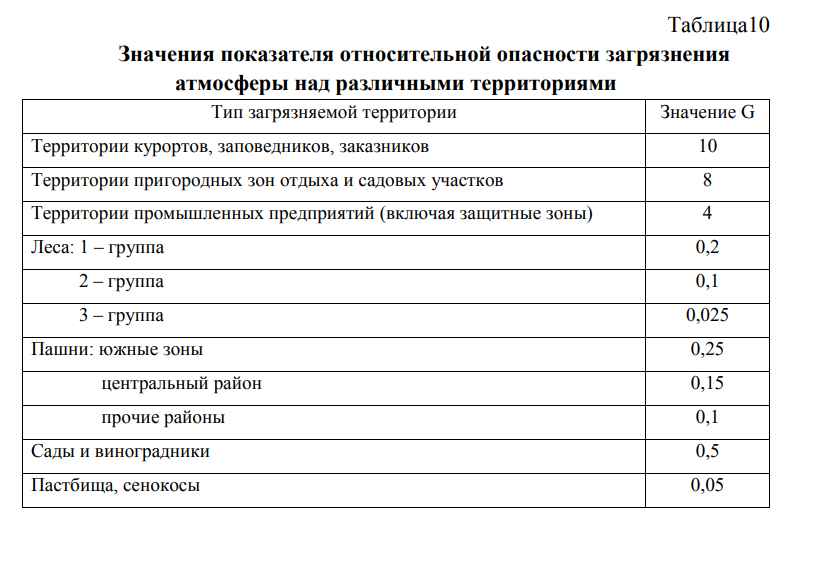 Таблица10
Значения показателя относительной опасности загрязнения
атмосферы над различными территориями
Тип загрязняемой территории Значение G
Территории курортов, заповедников, заказников 10
Территории пригородных зон отдыха и садовых участков 8
Территории промышленных предприятий (включая защитные зоны) 4
Леса: 1 – группа 0,2
2 – группа 0,1
3 – группа 0,025
Пашни: южные зоны 0,25
центральный район 0,15
прочие районы 0,1
Сады и виноградники 0,5
Пастбища, сенокосы 0,05